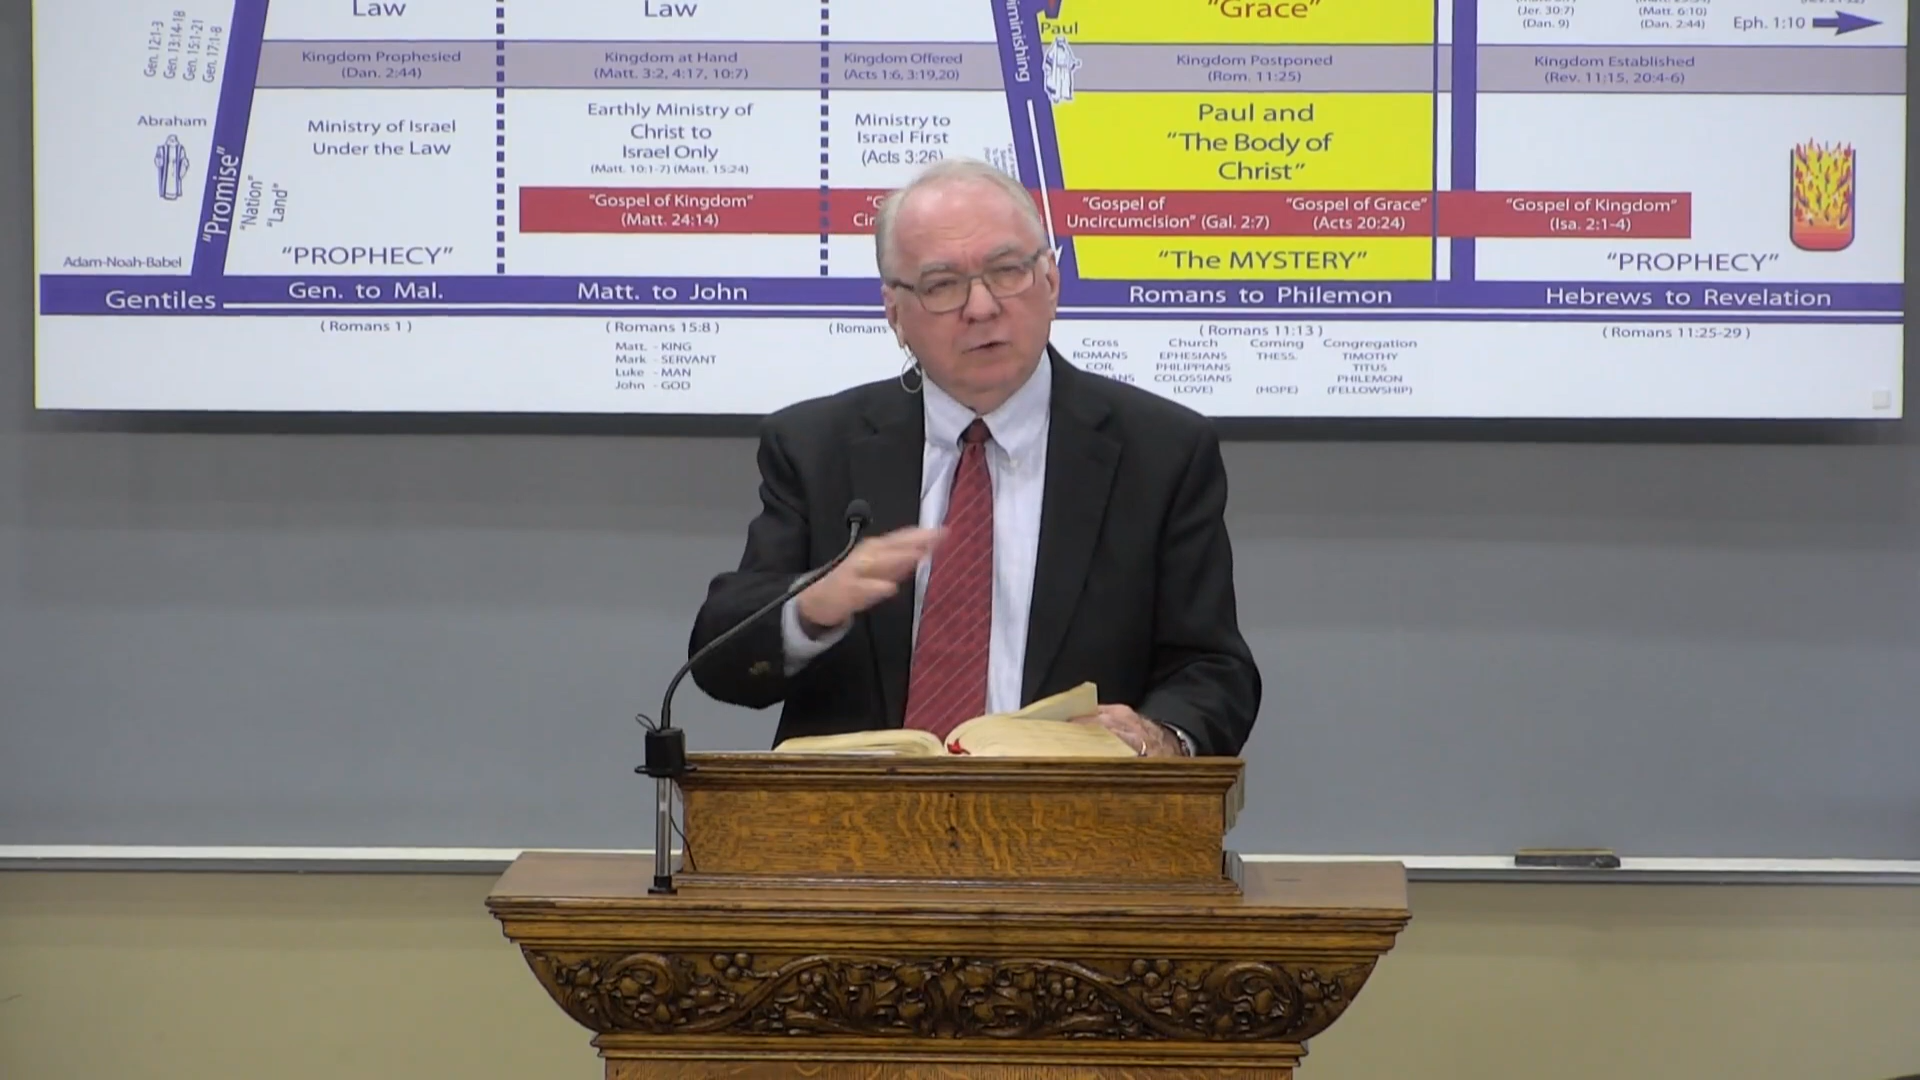 Gen. 12:1-3
Gen. 13:14-18
Gen. 15:1-21
Gen. 17:1-8
Law
Law
"Grace"
(Jer. 30:7)
(Dan. 9)
(Matt. 6:10)
(Dan. 2:44)
Eph. 1:10
Diminishing
Paul
Kingdom Prophesied
(Dan. 2:44)
Kingdom at Hand
(Matt. 3:2, 4:17, 10:7)
Kingdom Offered
(Acts 1:6, 3:19,20)
Kingdom Postponed
(Rom. 11:25)
Kingdom Established
(Rev. 11:15, 20:4-6)
Abraham
"Promise"
"Nation"
"Land"
Ministry of Israel
Under the Law
Earthly Ministry of
Christ to
Israel Only
(Matt. 10:1-7) (Matt. 15:24)
Ministry to
Israel First
(Acts 3:26)
Paul and
"The Body of
Christ"
"Gospel of Kingdom"
(Matt. 24:14)
"Gospel of
Uncircumcision" (Gal. 2:7)
"Gospel of Grace"
(Acts 20:24)
"Gospel of Kingdom"
(Isa. 2:1-4)
Adam-Noah-Babel
"PROPHECY"
"The MYSTERY"
"PROPHECY"
Gentiles
Gen. to Mal.
Matt. to John
Romans to Philemon
Hebrews to Revelation
(Romans 1)
(Romans 15:8)
(Romans
(Romans 11:13)
(Romans 11:25-29)
Matt. - KING
Mark - SERVANT
Luke - MAN
John - GOD
Cross
ROMANS
COR.
Church
EPHESIANS
PHILIPPIANS
COLOSSIANS
(LOVE)
Coming
THESS.
(HOPE)
Congregation
TIMOTHY
TITUS
PHILEMON
(FELLOWSHIP)